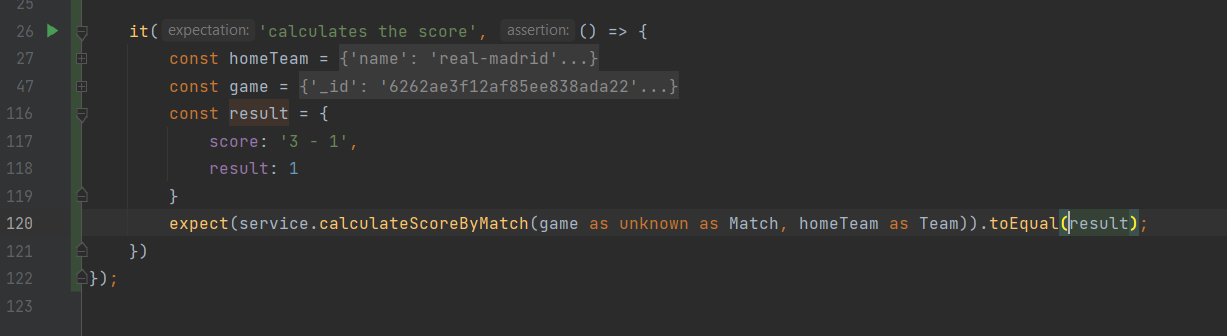 25
26 it( expectation: 'calculates the score', assertion: () => {
27 const homeTeam = {'name': 'real-madrid'...}
47 const game = {'_id': '6262ae3f12af85ee838ada22'...}
116 const result = {
117 score: '3 - 1',
118 result: 1
119 }
120 expect(service.calculateScoreByMatch(game as unknown as Match, homeTeam as Team)).toEqual(result);
121 })
122 });
123